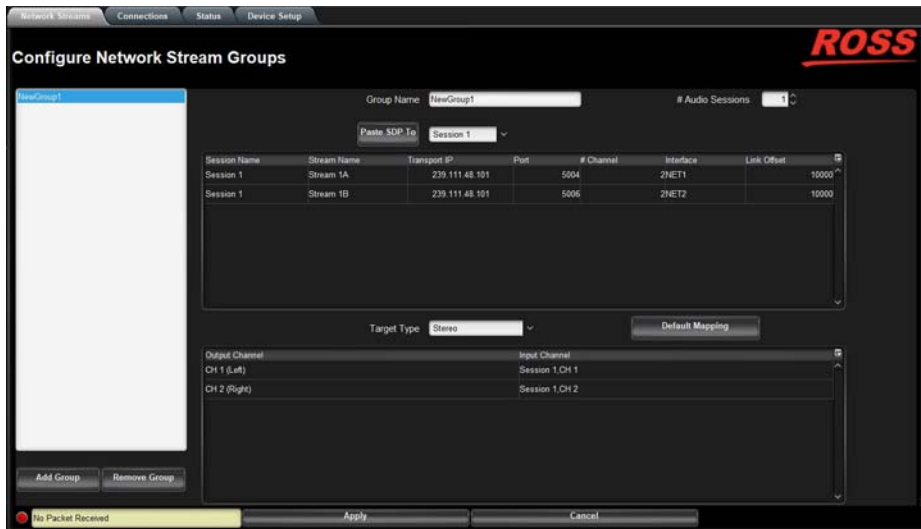 Network Streams Connections Status Device Setup
ROSS
Configure Network Stream Groups
NewGroup1
Group Name NewGroup1 # Audio Sessions 1
Paste SDP To Session 1
Session Name Stream Name Transport IP Port # Channel Interface Link Offset
Session 1 Stream 1A 239.111.48.101 5004 2NET1 10000
Session 1 Stream 1B 239.111.48.101 5006 2NET2 10000
Target Type Stereo Default Mapping
Output Channel Input Channel
CH 1 (Left) Session 1,CH 1
CH 2 (Right) Session 1,CH 2
Add Group Remove Group
No Packet Received Apply Cancel